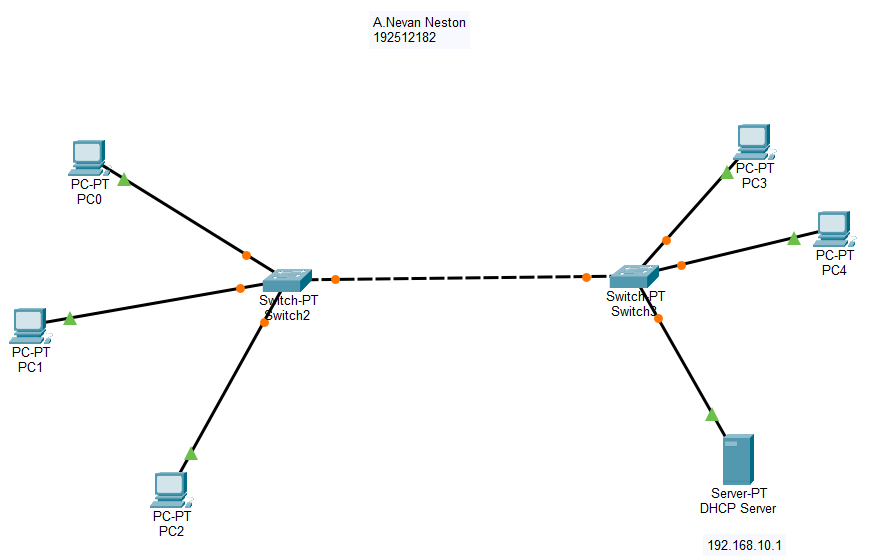 A.Nevan Neston
192512182
PC-PT
PC0
PC-PT
PC3
PC-PT
PC4
Switch-PT
Switch2
Switch-PT
Switch3
PC-PT
PC1
PC-PT
PC2
Server-PT
DHCP Server
192.168.10.1